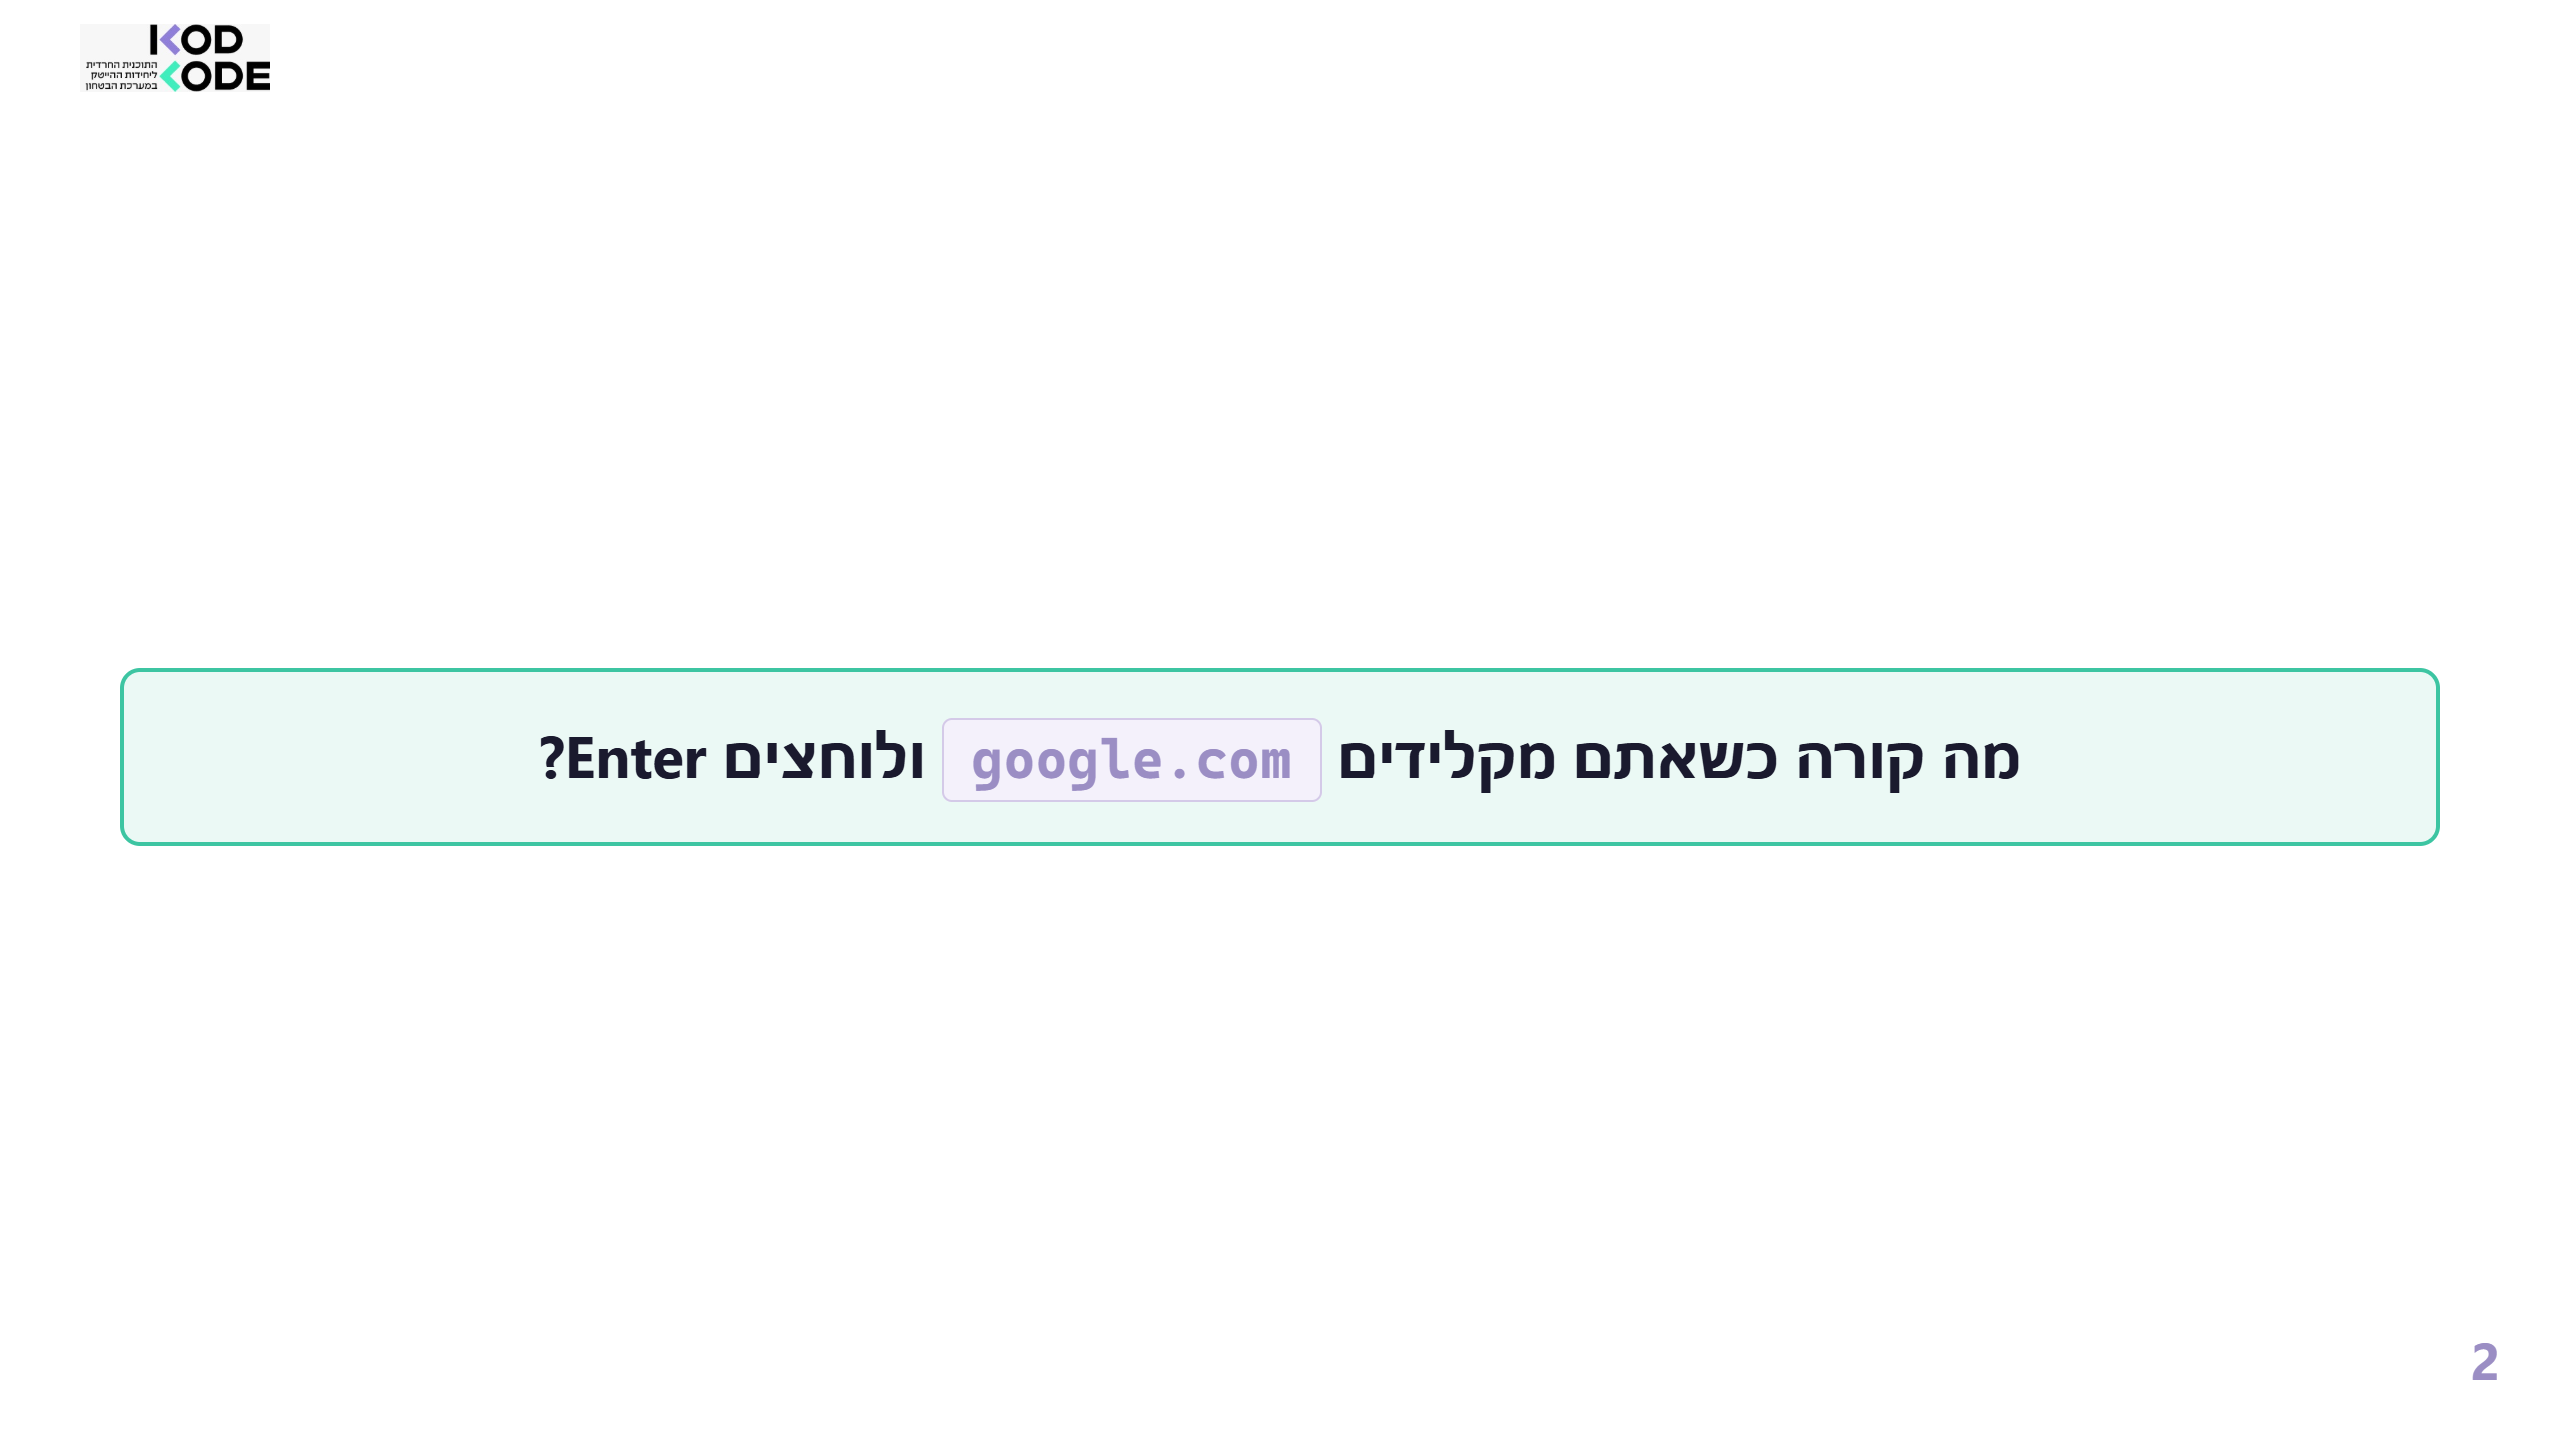 KOD
CODE
התוכנית החרדית
ליחידות ההייטק
במערכת הבטחון
מה קורה כשאתם מקלידים google.com ולוחצים Enter?
2